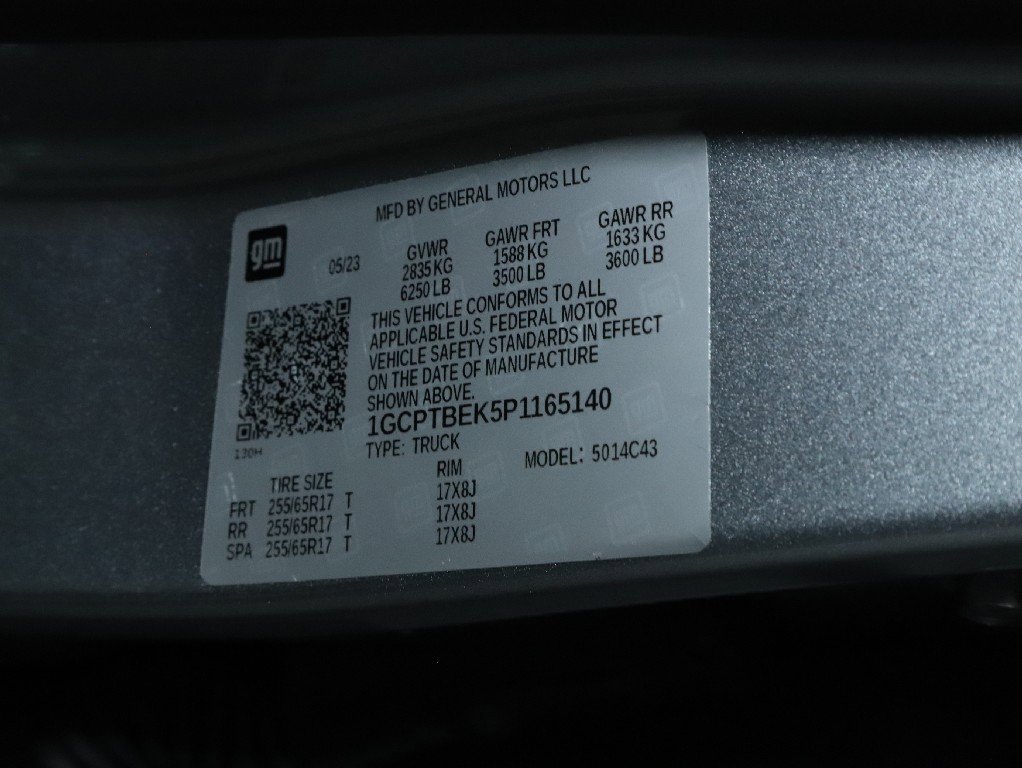 MFD BY GENERAL MOTORS LLC
gm
05/23
GVWR
2835 KG
6250 LB
GAWR FRT
1588 KG
3500 LB
GAWR RR
1633 KG
3600 LB
THIS VEHICLE CONFORMS TO ALL
APPLICABLE U.S. FEDERAL MOTOR
VEHICLE SAFETY STANDARDS IN EFFECT
ON THE DATE OF MANUFACTURE
SHOWN ABOVE.
1GCPTBEK5P1165140
TYPE: TRUCK
MODEL: 5014C43
130H
TIRE SIZE RIM
FRT 255/65R17 T 17X8J
RR 255/65R17 T 17X8J
SPA 255/65R17 T 17X8J